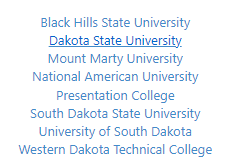 Black Hills State University
Dakota State University
Mount Marty University
National American University
Presentation College
South Dakota State University
University of South Dakota
Western Dakota Technical College